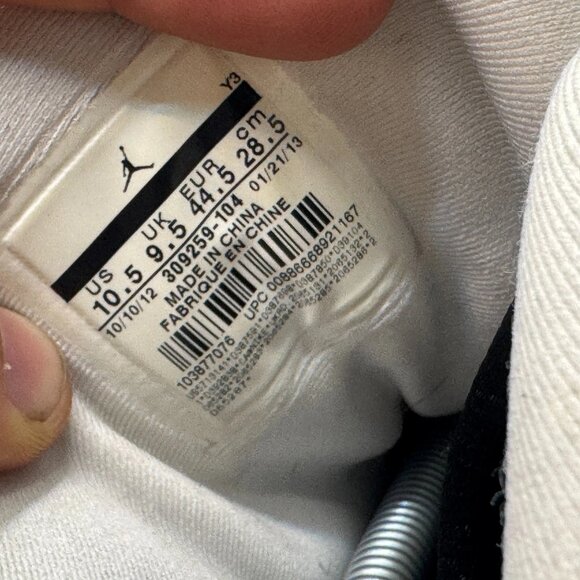 Y3
US UK EUR cm
10.5 9.5 44.5 28.5
10/10/12 309259-104 01/21/13
MADE IN CHINA
FABRIQUE EN CHINE
UPC 00886668921167
103877076